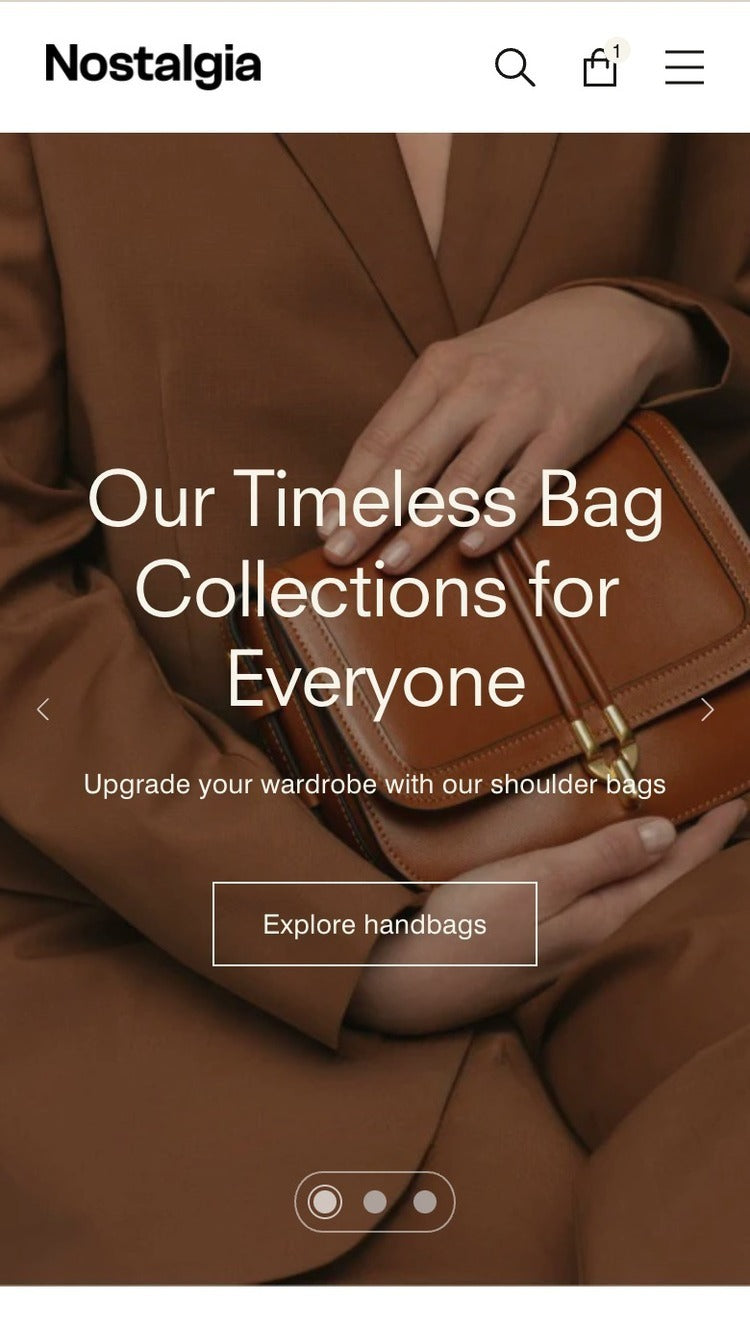 Nostalgia
1
Our Timeless Bag
Collections for
Everyone
Upgrade your wardrobe with our shoulder bags
Explore handbags